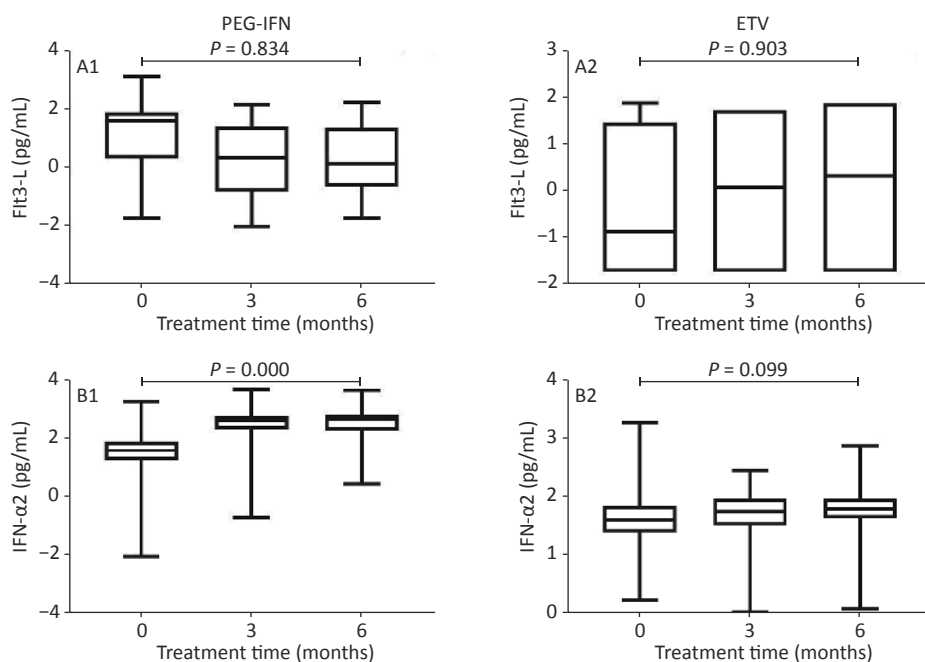 PEG-IFN
A1
P = 0.834
Flt3-L (pg/mL)
4
2
0
−2
−4
0 3 6
Treatment time (months)
ETV
A2
P = 0.903
Flt3-L (pg/mL)
3
2
1
0
−1
−2
0 3 6
Treatment time (months)
B1
P = 0.000
IFN-α2 (pg/mL)
4
2
0
−2
−4
0 3 6
Treatment time (months)
B2
P = 0.099
IFN-α2 (pg/mL)
4
3
2
1
0
0 3 6
Treatment time (months)